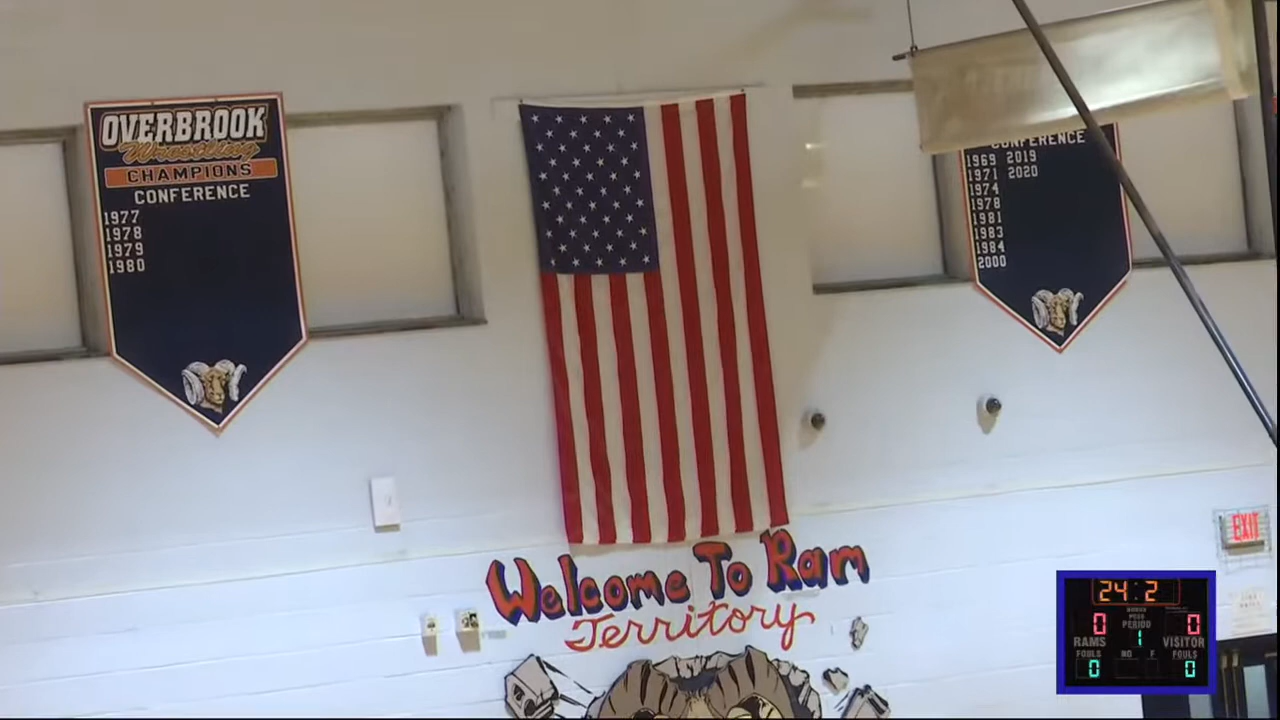 OVERBROOK
Wrestling
CHAMPIONS
CONFERENCE
1977
1978
1979
1980
CONFERENCE
1969 2019
1971 2020
1974
1978
1981
1983
1984
2000
Welcome To Ram
Territory
EXIT
24:2
0 0
PERIOD
RAMS 1 VISITOR
FOULS FOULS
0 0